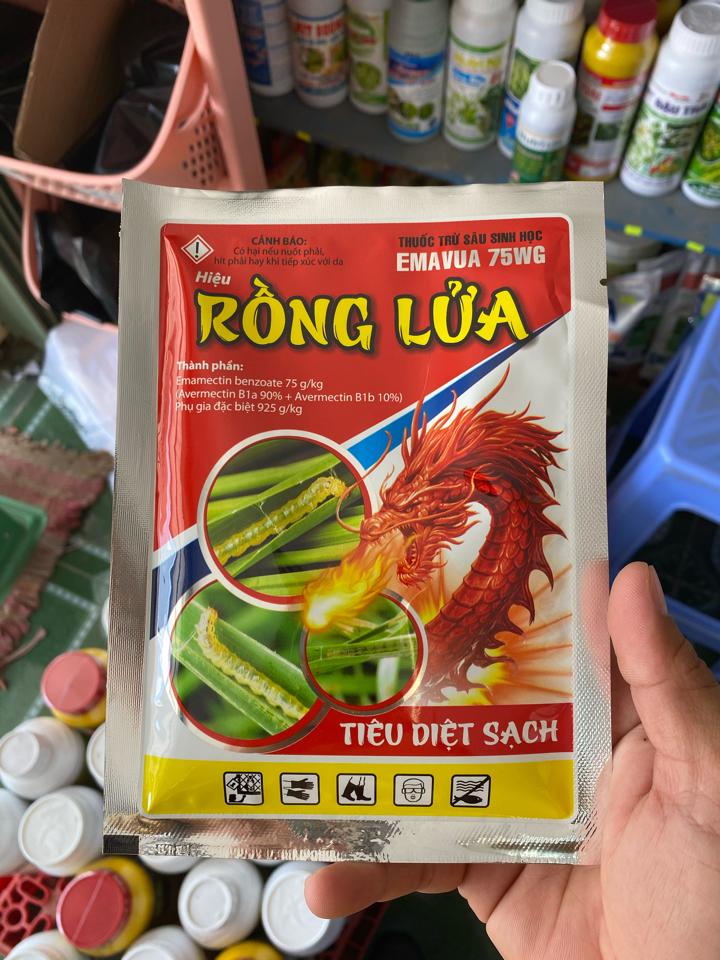 CẢNH BÁO:
Có hại nếu nuốt phải,
hít phải hay khi tiếp xúc với da
THUỐC TRỪ SÂU SINH HỌC
EMAVUA 75WG
Hiệu
RỒNG LỬA
Thành phần:
Emamectin benzoate 75 g/kg
(Avermectin B1a 90% + Avermectin B1b 10%)
Phụ gia đặc biệt 925 g/kg
TIÊU DIỆT SẠCH